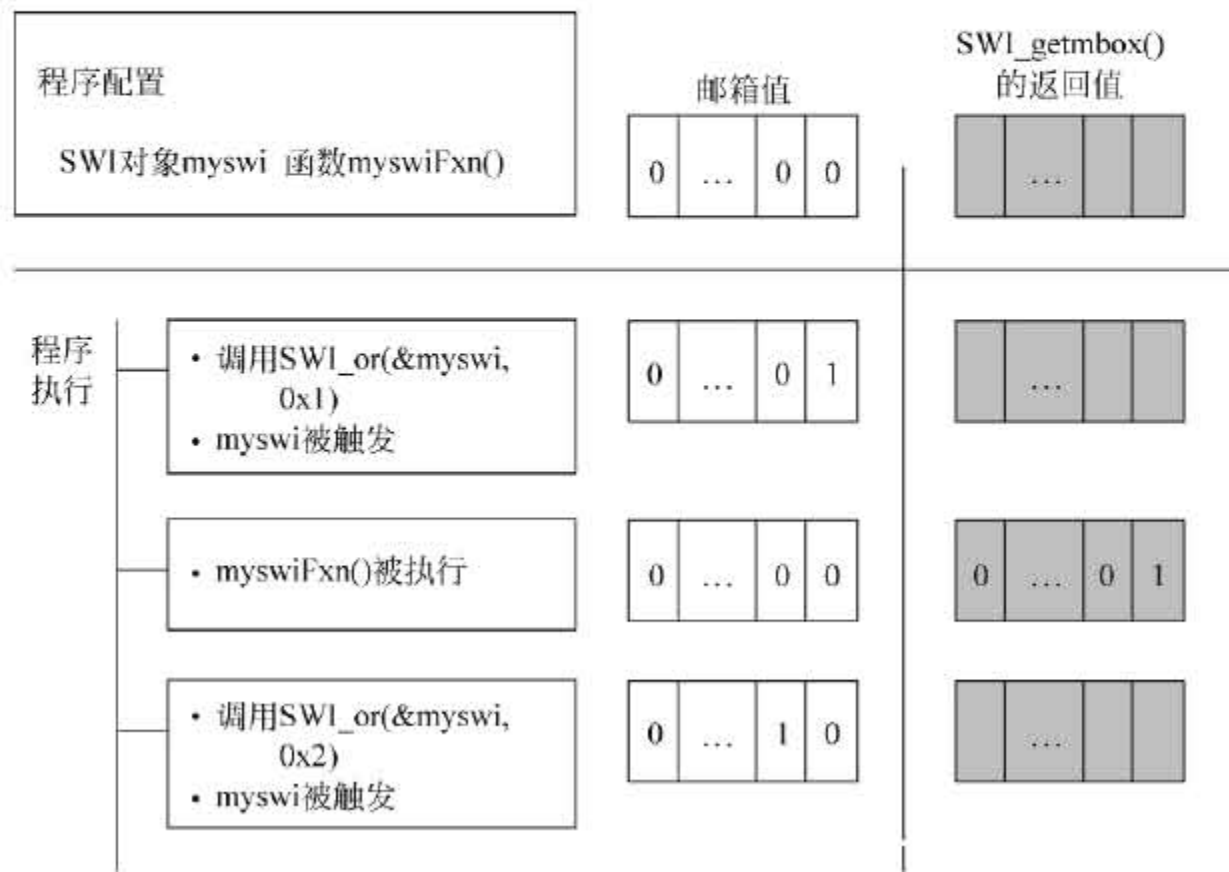 程序配置
SWI对象myswi 函数myswiFxn()
邮箱值
SWI_getmbox()
的返回值
0 … 0 0
…
程序
执行
• 调用SWI_or(&myswi,
0x1)
• myswi被触发
0 … 0 1
…
• myswiFxn()被执行
0 … 0 0
0 … 0 1
• 调用SWI_or(&myswi,
0x2)
• myswi被触发
0 … 1 0
…